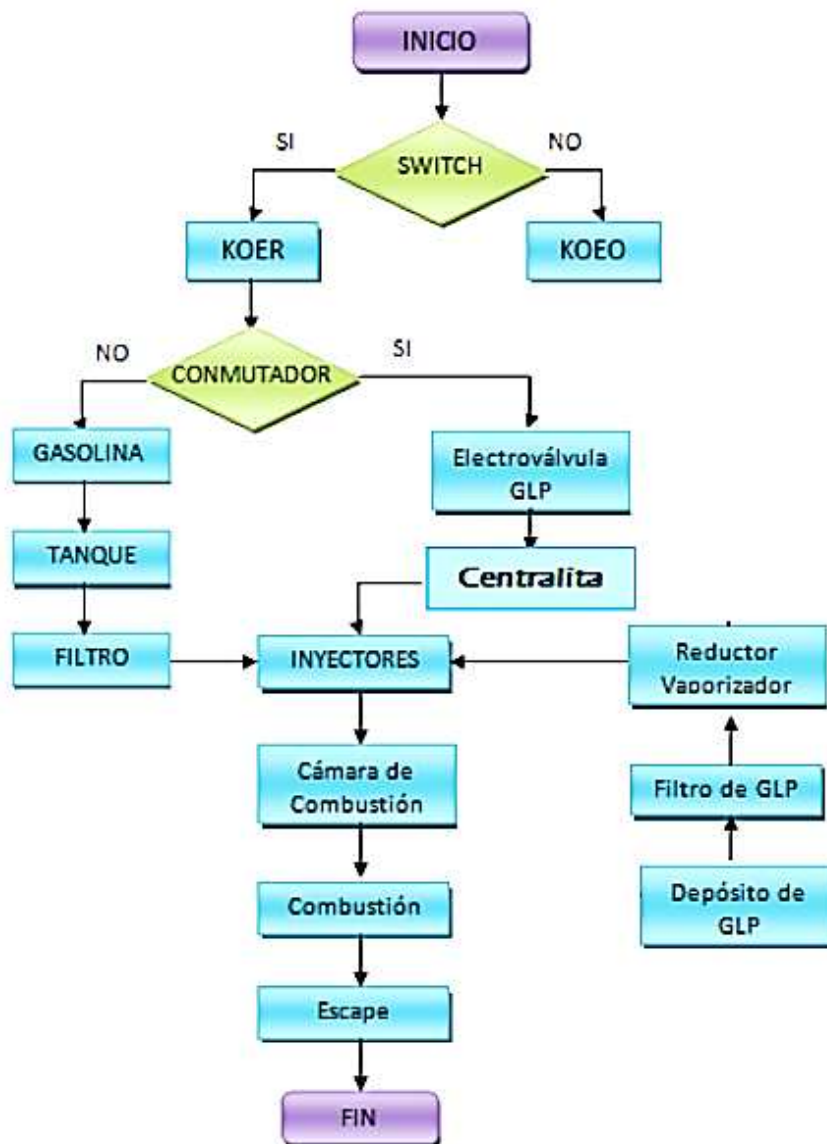 INICIO
SI
NO
SWITCH
KOER
KOEO
NO
SI
CONMUTADOR
GASOLINA
Electroválvula
GLP
TANQUE
Centralita
FILTRO
INYECTORES
Reductor
Vaporizador
Cámara de
Combustión
Filtro de GLP
Combustión
Depósito de
GLP
Escape
FIN